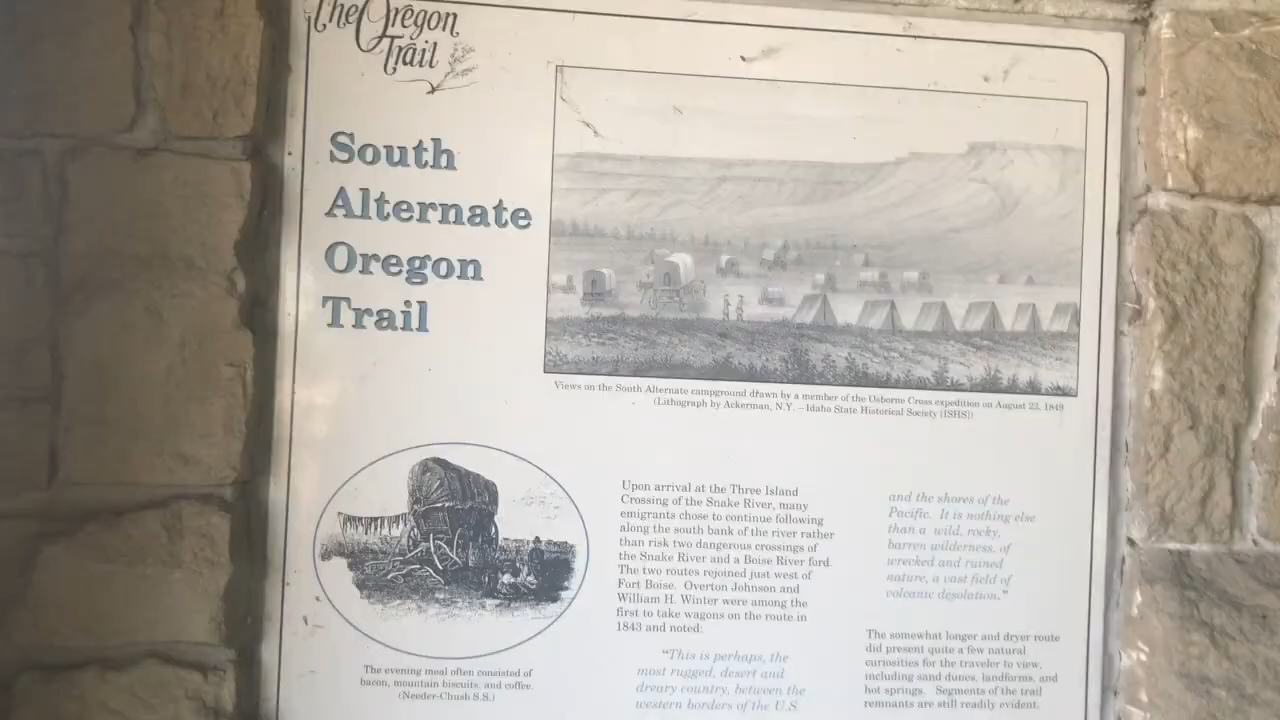 The Oregon
Trail
South
Alternate
Oregon
Trail
Views on the South Alternate campground drawn by a member of the Osborne Cross expedition on August 23, 1849
(Lithograph by Ackerman, N.Y. – Idaho State Historical Society (ISHS))
The evening meal often consisted of
bacon, mountain biscuits, and coffee.
S.S.)
Upon arrival at the Three Island
Crossing of the Snake River, many
emigrants chose to continue following
along the south bank of the river rather
than risk two dangerous crossings of
the Snake River and a Boise River ford.
The two routes rejoined just west of
Fort Boise. Overton Johnson and
William H. Winter were among the
first to take wagons on the route in
1843 and noted:
"This is perhaps, the
most rugged, desert and
dreary country, between the
western borders of the U.S.
and the shores of the
Pacific. It is nothing else
than a wild, rocky,
barren wilderness, of
wrecked and ruined
nature, a vast field of
volcanic desolation."
The somewhat longer and dryer route
did present quite a few natural
curiosities for the traveler to view,
including sand dunes, landforms, and
hot springs. Segments of the trail
remnants are still readily evident.